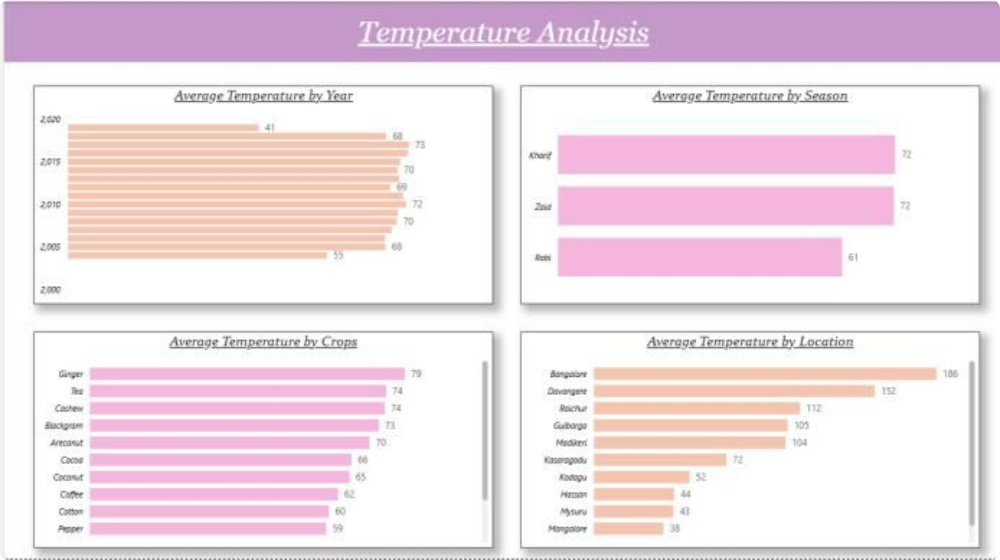 Temperature Analysis
Average Temperature by Year
2,020
41
68
73
2,015
70
69
2,010
72
70
2,005
68
55
2,000
Average Temperature by Season
Kharif
72
Zaid
72
Rabi
61
Average Temperature by Crops
Ginger
79
Tea
74
Cashew
74
Blackgram
73
Arecanut
70
Cocoa
66
Coconut
65
Coffee
62
Cotton
60
Pepper
59
Average Temperature by Location
Bangalore
186
Davangere
152
Raichur
112
Gulbarga
105
Madikeri
104
Kasaragodu
72
Kodagu
52
Hassan
44
Mysuru
43
Mangalore
38